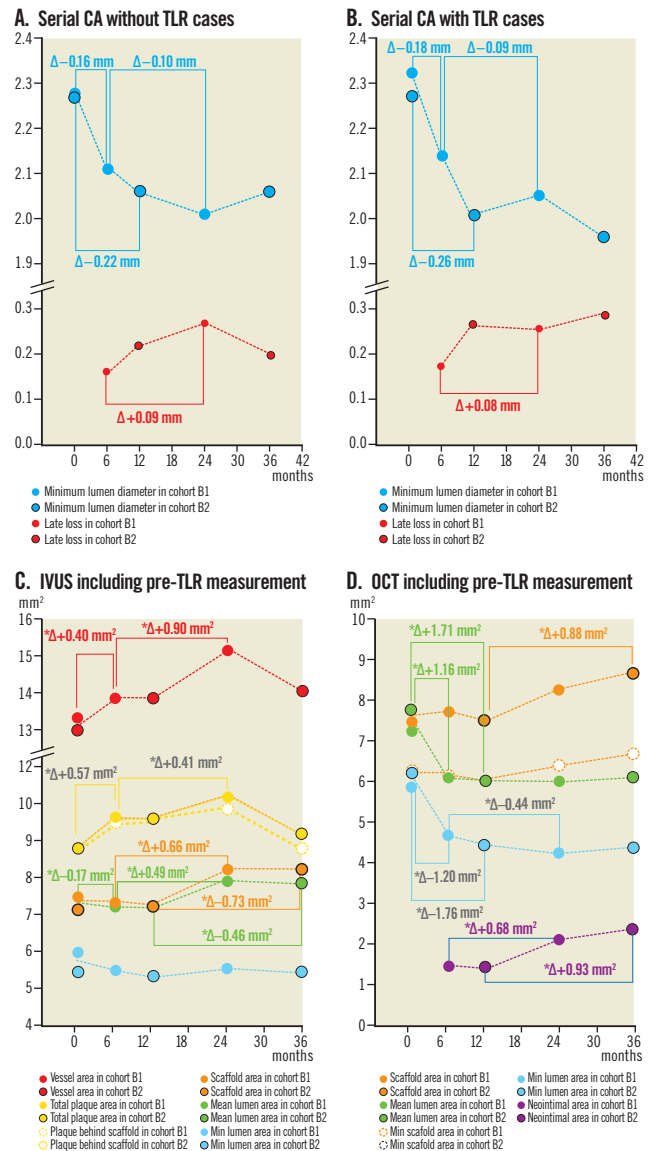 A. Serial CA without TLR cases
2.4
2.3
2.2
2.1
2.0
1.9
0.3
0.2
0.1
0.0
Δ−0.16 mm
Δ−0.10 mm
Δ−0.22 mm
Δ+0.09 mm
0 6 12 18 24 30 36 42
months
Minimum lumen diameter in cohort B1
Minimum lumen diameter in cohort B2
Late loss in cohort B1
Late loss in cohort B2
B. Serial CA with TLR cases
2.4
2.3
2.2
2.1
2.0
1.9
0.3
0.2
0.1
0.0
Δ−0.18 mm
Δ−0.09 mm
Δ−0.26 mm
Δ+0.08 mm
0 6 12 18 24 30 36 42
months
Minimum lumen diameter in cohort B1
Minimum lumen diameter in cohort B2
Late loss in cohort B1
Late loss in cohort B2
C. IVUS including pre-TLR measurement
mm²
16
15
14
13
12
10
9
8
7
6
5
4
*Δ+0.40 mm²
*Δ+0.90 mm²
*Δ+0.57 mm²
*Δ+0.41 mm²
*Δ+0.66 mm²
*Δ−0.17 mm²
*Δ+0.49 mm²
*Δ−0.73 mm²
*Δ−0.46 mm²
0 6 12 18 24 30 36
months
Vessel area in cohort B1
Vessel area in cohort B2
Total plaque area in cohort B1
Total plaque area in cohort B2
Plaque behind scaffold in cohort B1
Plaque behind scaffold in cohort B2
Scaffold area in cohort B1
Scaffold area in cohort B2
Mean lumen area in cohort B1
Mean lumen area in cohort B2
Min lumen area in cohort B1
Min lumen area in cohort B2
D. OCT including pre-TLR measurement
mm²
10
9
8
7
6
5
4
3
2
1
0
*Δ+1.71 mm²
*Δ+1.16 mm²
*Δ+0.88 mm²
*Δ−0.44 mm²
*Δ−1.20 mm²
*Δ−1.76 mm²
*Δ+0.68 mm²
*Δ+0.93 mm²
0 6 12 18 24 30 36
months
Scaffold area in cohort B1
Scaffold area in cohort B2
Mean lumen area in cohort B1
Mean lumen area in cohort B2
Min scafold area in cohort B1
Min scafold area in cohort B2
Min lumen area in cohort B1
Min lumen area in cohort B2
Neointimal area in cohort B1
Neointimal area in cohort B2